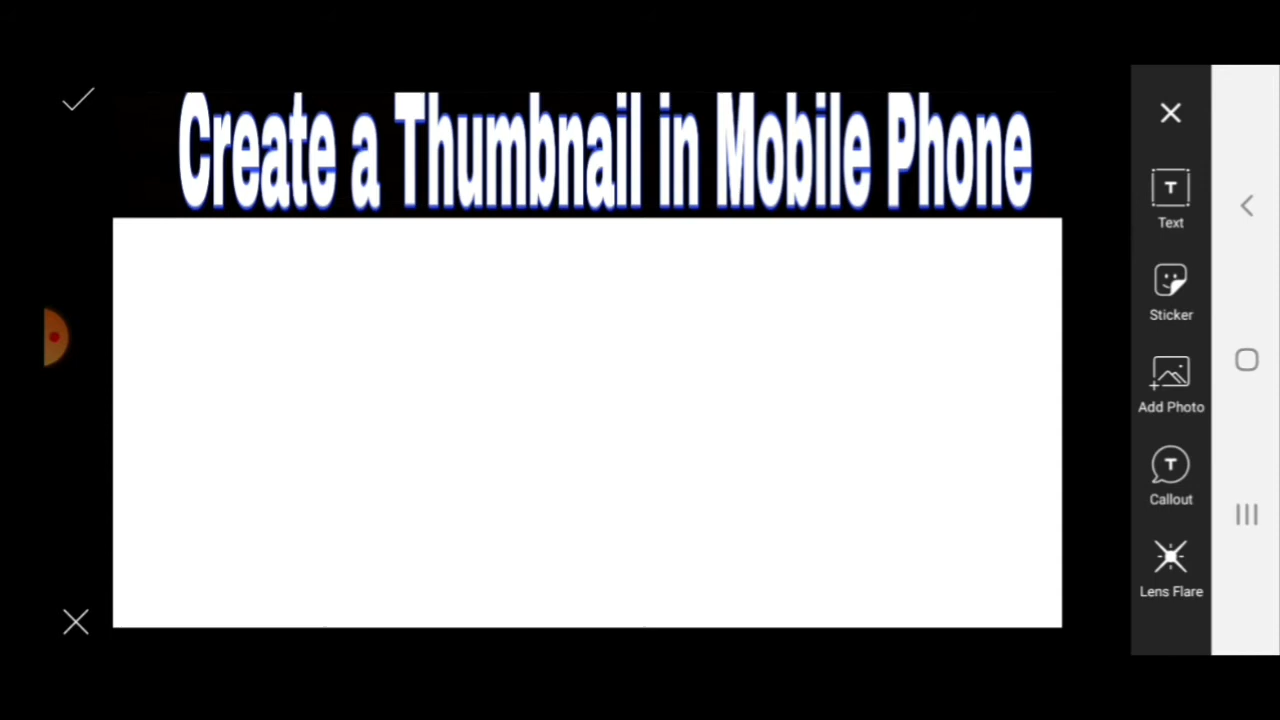 Create a Thumbnail in Mobile Phone
T
Text
Sticker
Add Photo
T
Callout
Lens Flare